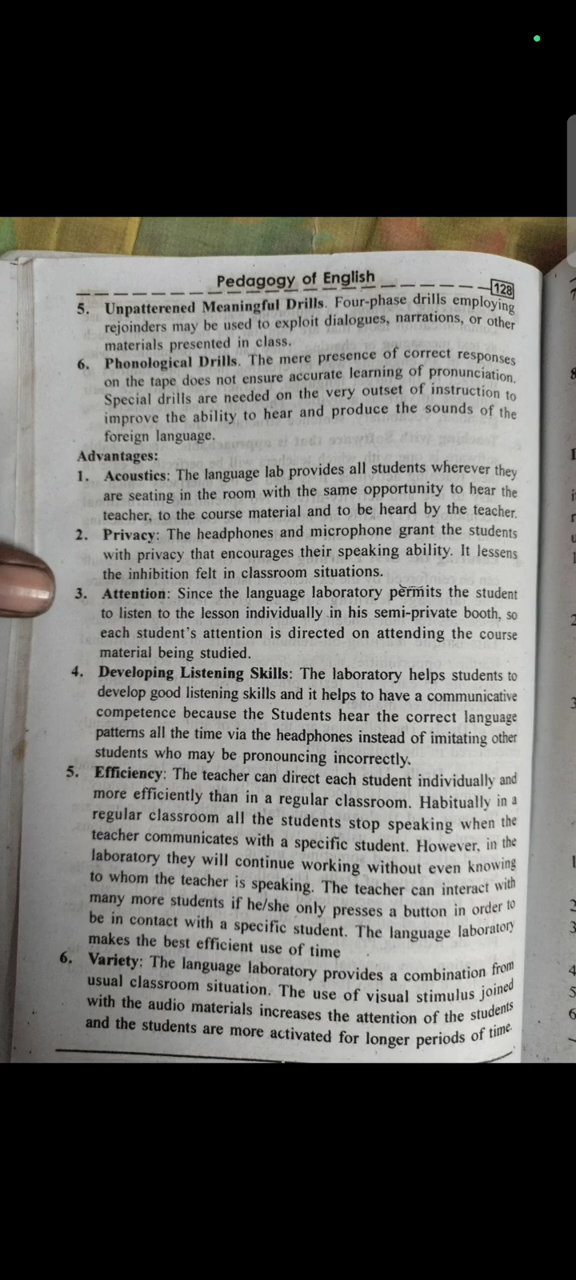 Pedagogy of English
128
5. Unpatterened Meaningful Drills. Four-phase drills employing
rejoinders may be used to exploit dialogues, narrations, or other
materials presented in class.
6. Phonological Drills. The mere presence of correct responses
on the tape does not ensure accurate learning of pronunciation.
Special drills are needed on the very outset of instruction to
improve the ability to hear and produce the sounds of the
foreign language.
Advantages:
1. Acoustics: The language lab provides all students wherever they
are seating in the room with the same opportunity to hear the
teacher, to the course material and to be heard by the teacher.
2. Privacy: The headphones and microphone grant the students
with privacy that encourages their speaking ability. It lessens
the inhibition felt in classroom situations.
3. Attention: Since the language laboratory permits the student
to listen to the lesson individually in his semi-private booth, so
each student's attention is directed on attending the course
material being studied.
4. Developing Listening Skills: The laboratory helps students to
develop good listening skills and it helps to have a communicative
competence because the Students hear the correct language
patterns all the time via the headphones instead of imitating other
students who may be pronouncing incorrectly.
5. Efficiency: The teacher can direct each student individually and
more efficiently than in a regular classroom. Habitually in a
regular classroom all the students stop speaking when the
teacher communicates with a specific student. However, in the
laboratory they will continue working without even knowing
to whom the teacher is speaking. The teacher can interact with
many more students if he/she only presses a button in order to
be in contact with a specific student. The language laboratory
makes the best efficient use of time
6. Variety: The language laboratory provides a combination from
usual classroom situation. The use of visual stimulus joined
with the audio materials increases the attention of the students
and the students are more activated for longer periods of time.